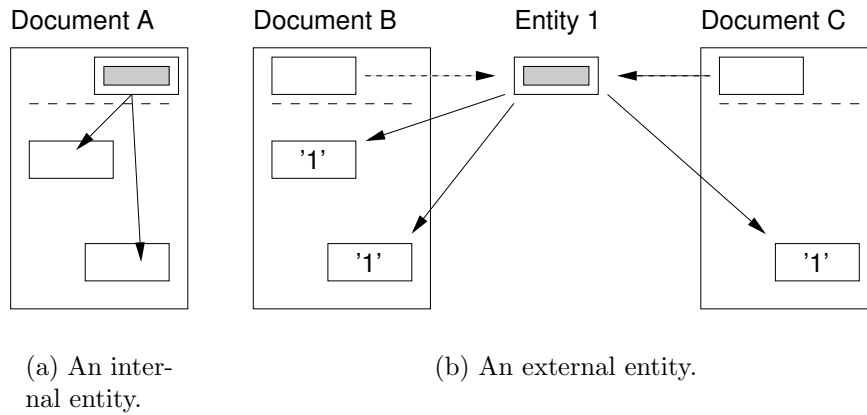 Document A
Document B
Entity 1
Document C
'1'
'1'
'1'
(a) An inter-
nal entity.
(b) An external entity.